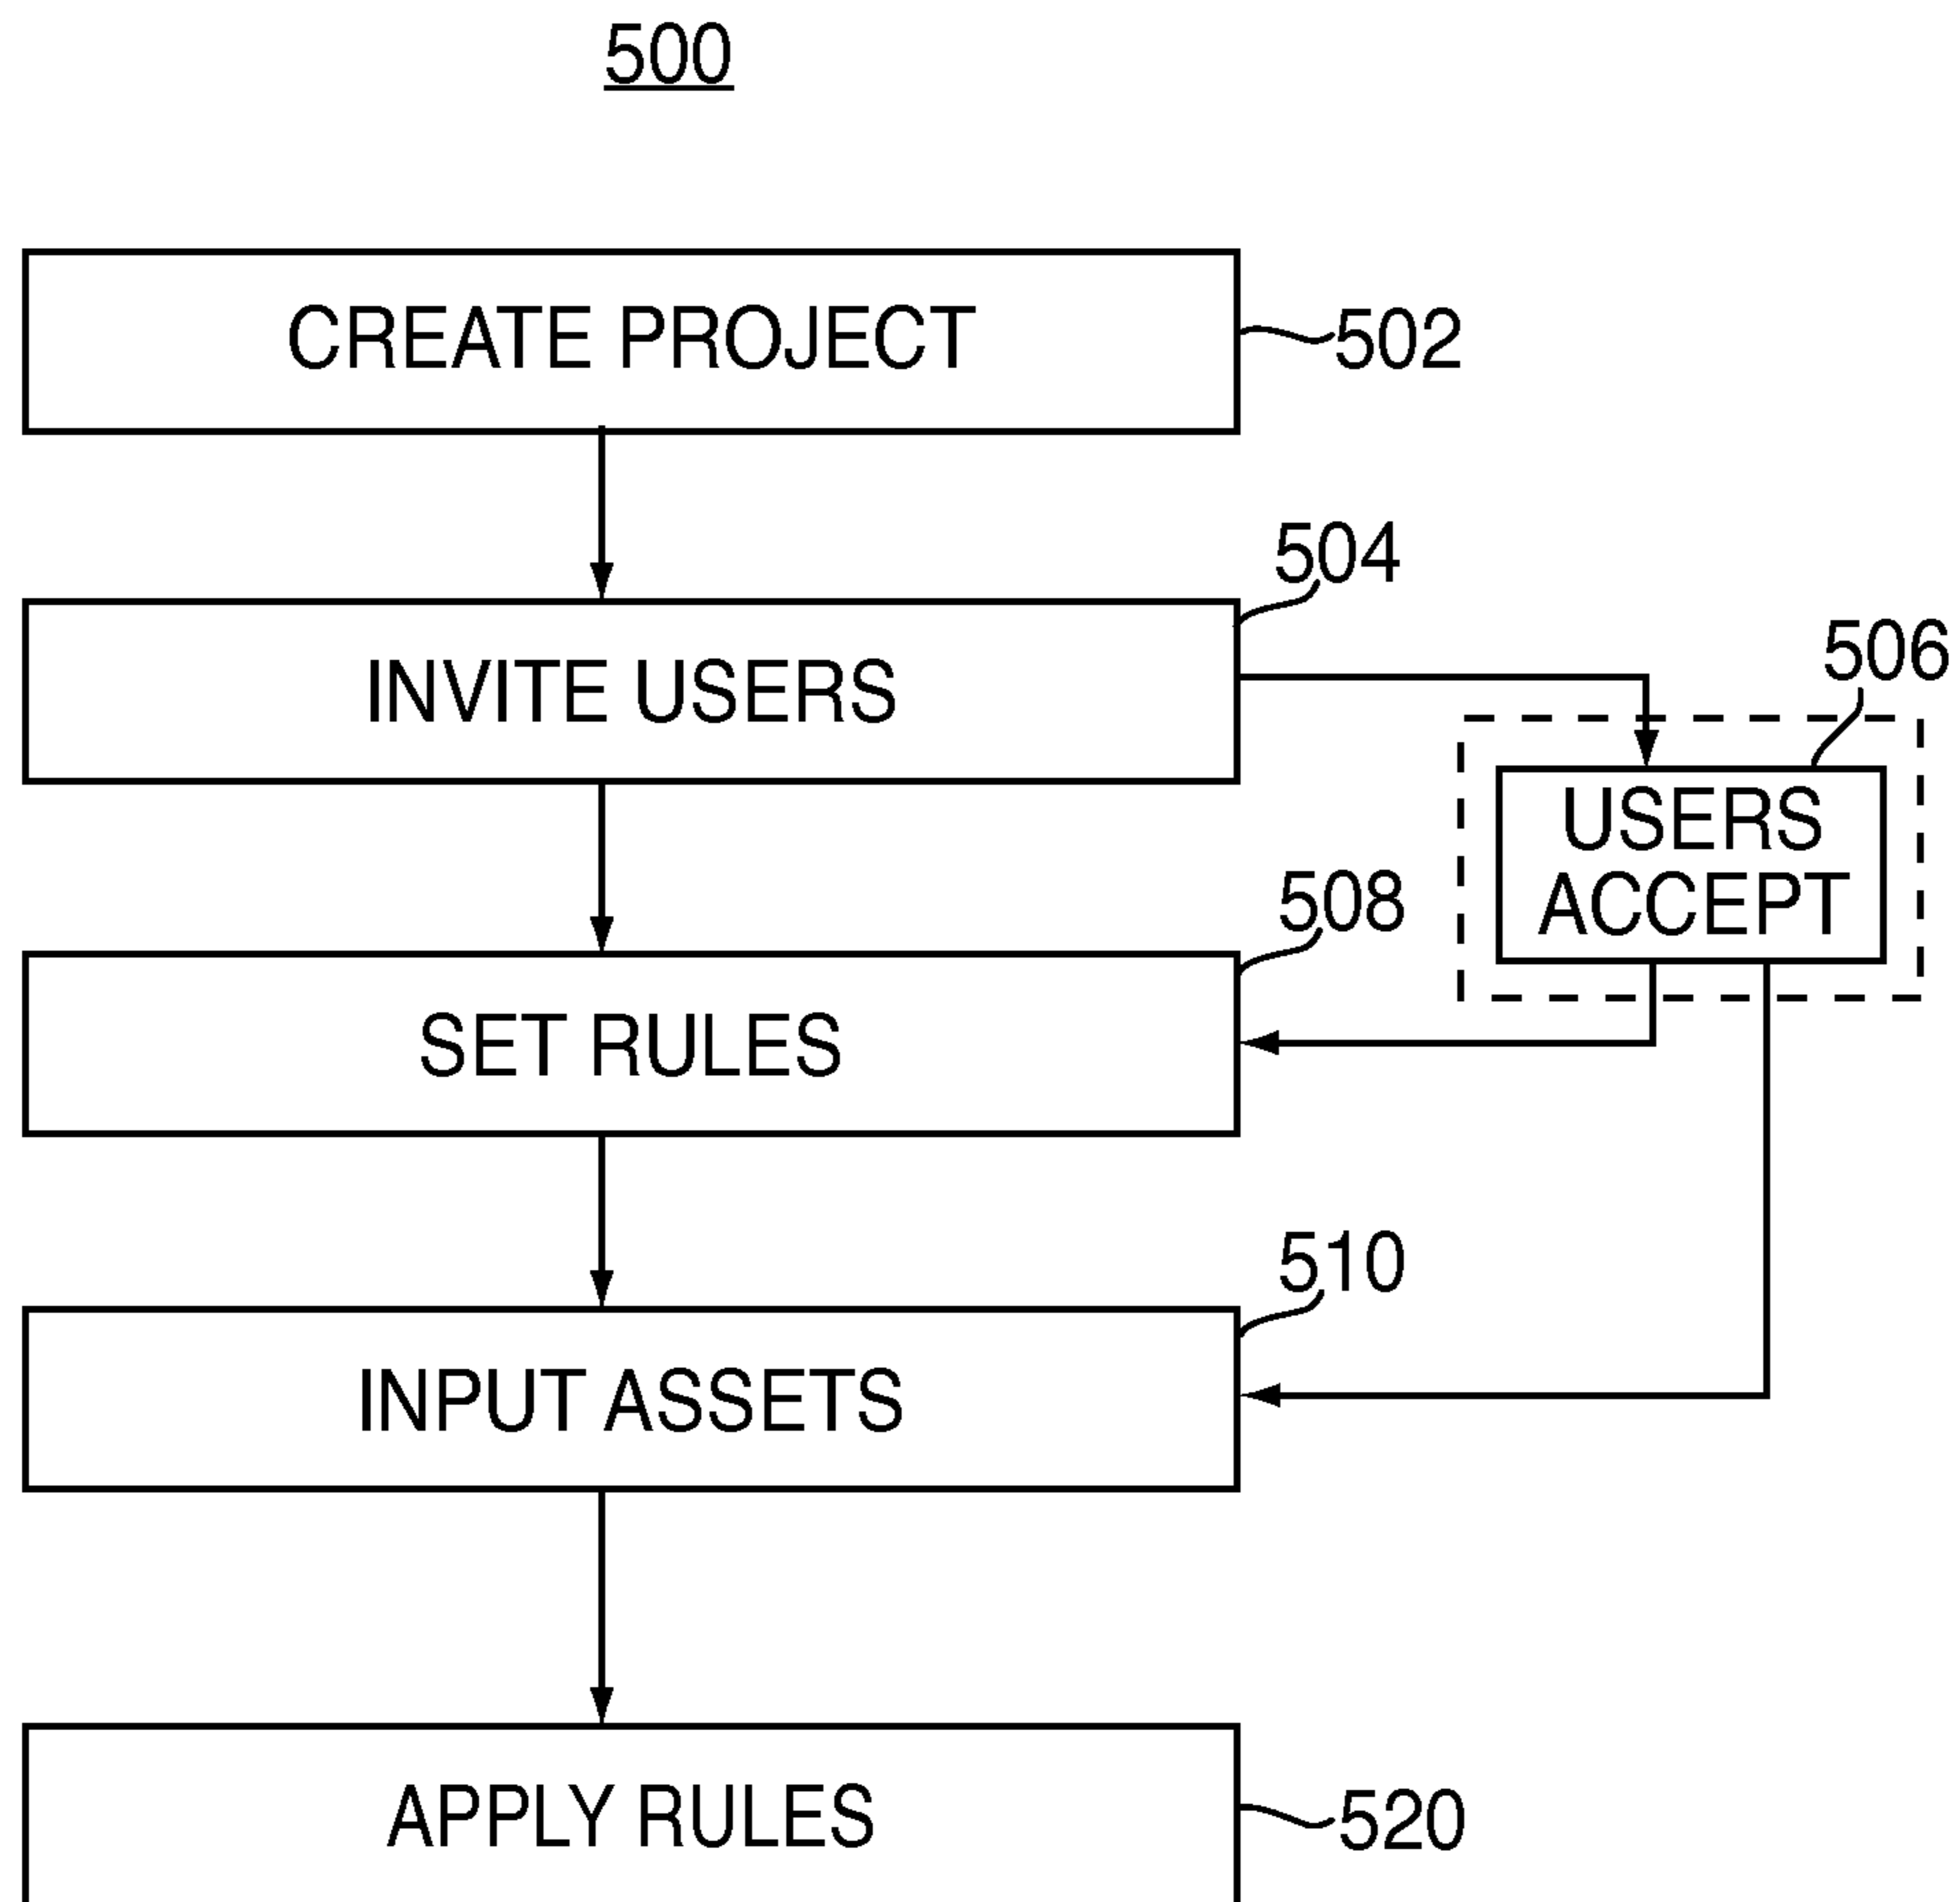 500
CREATE PROJECT
502
504
INVITE USERS
506
USERS
ACCEPT
508
SET RULES
510
INPUT ASSETS
APPLY RULES
520